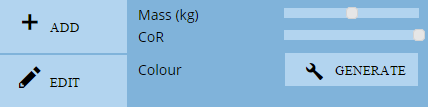 ADD
EDIT
Mass (kg)
CoR
Colour
GENERATE